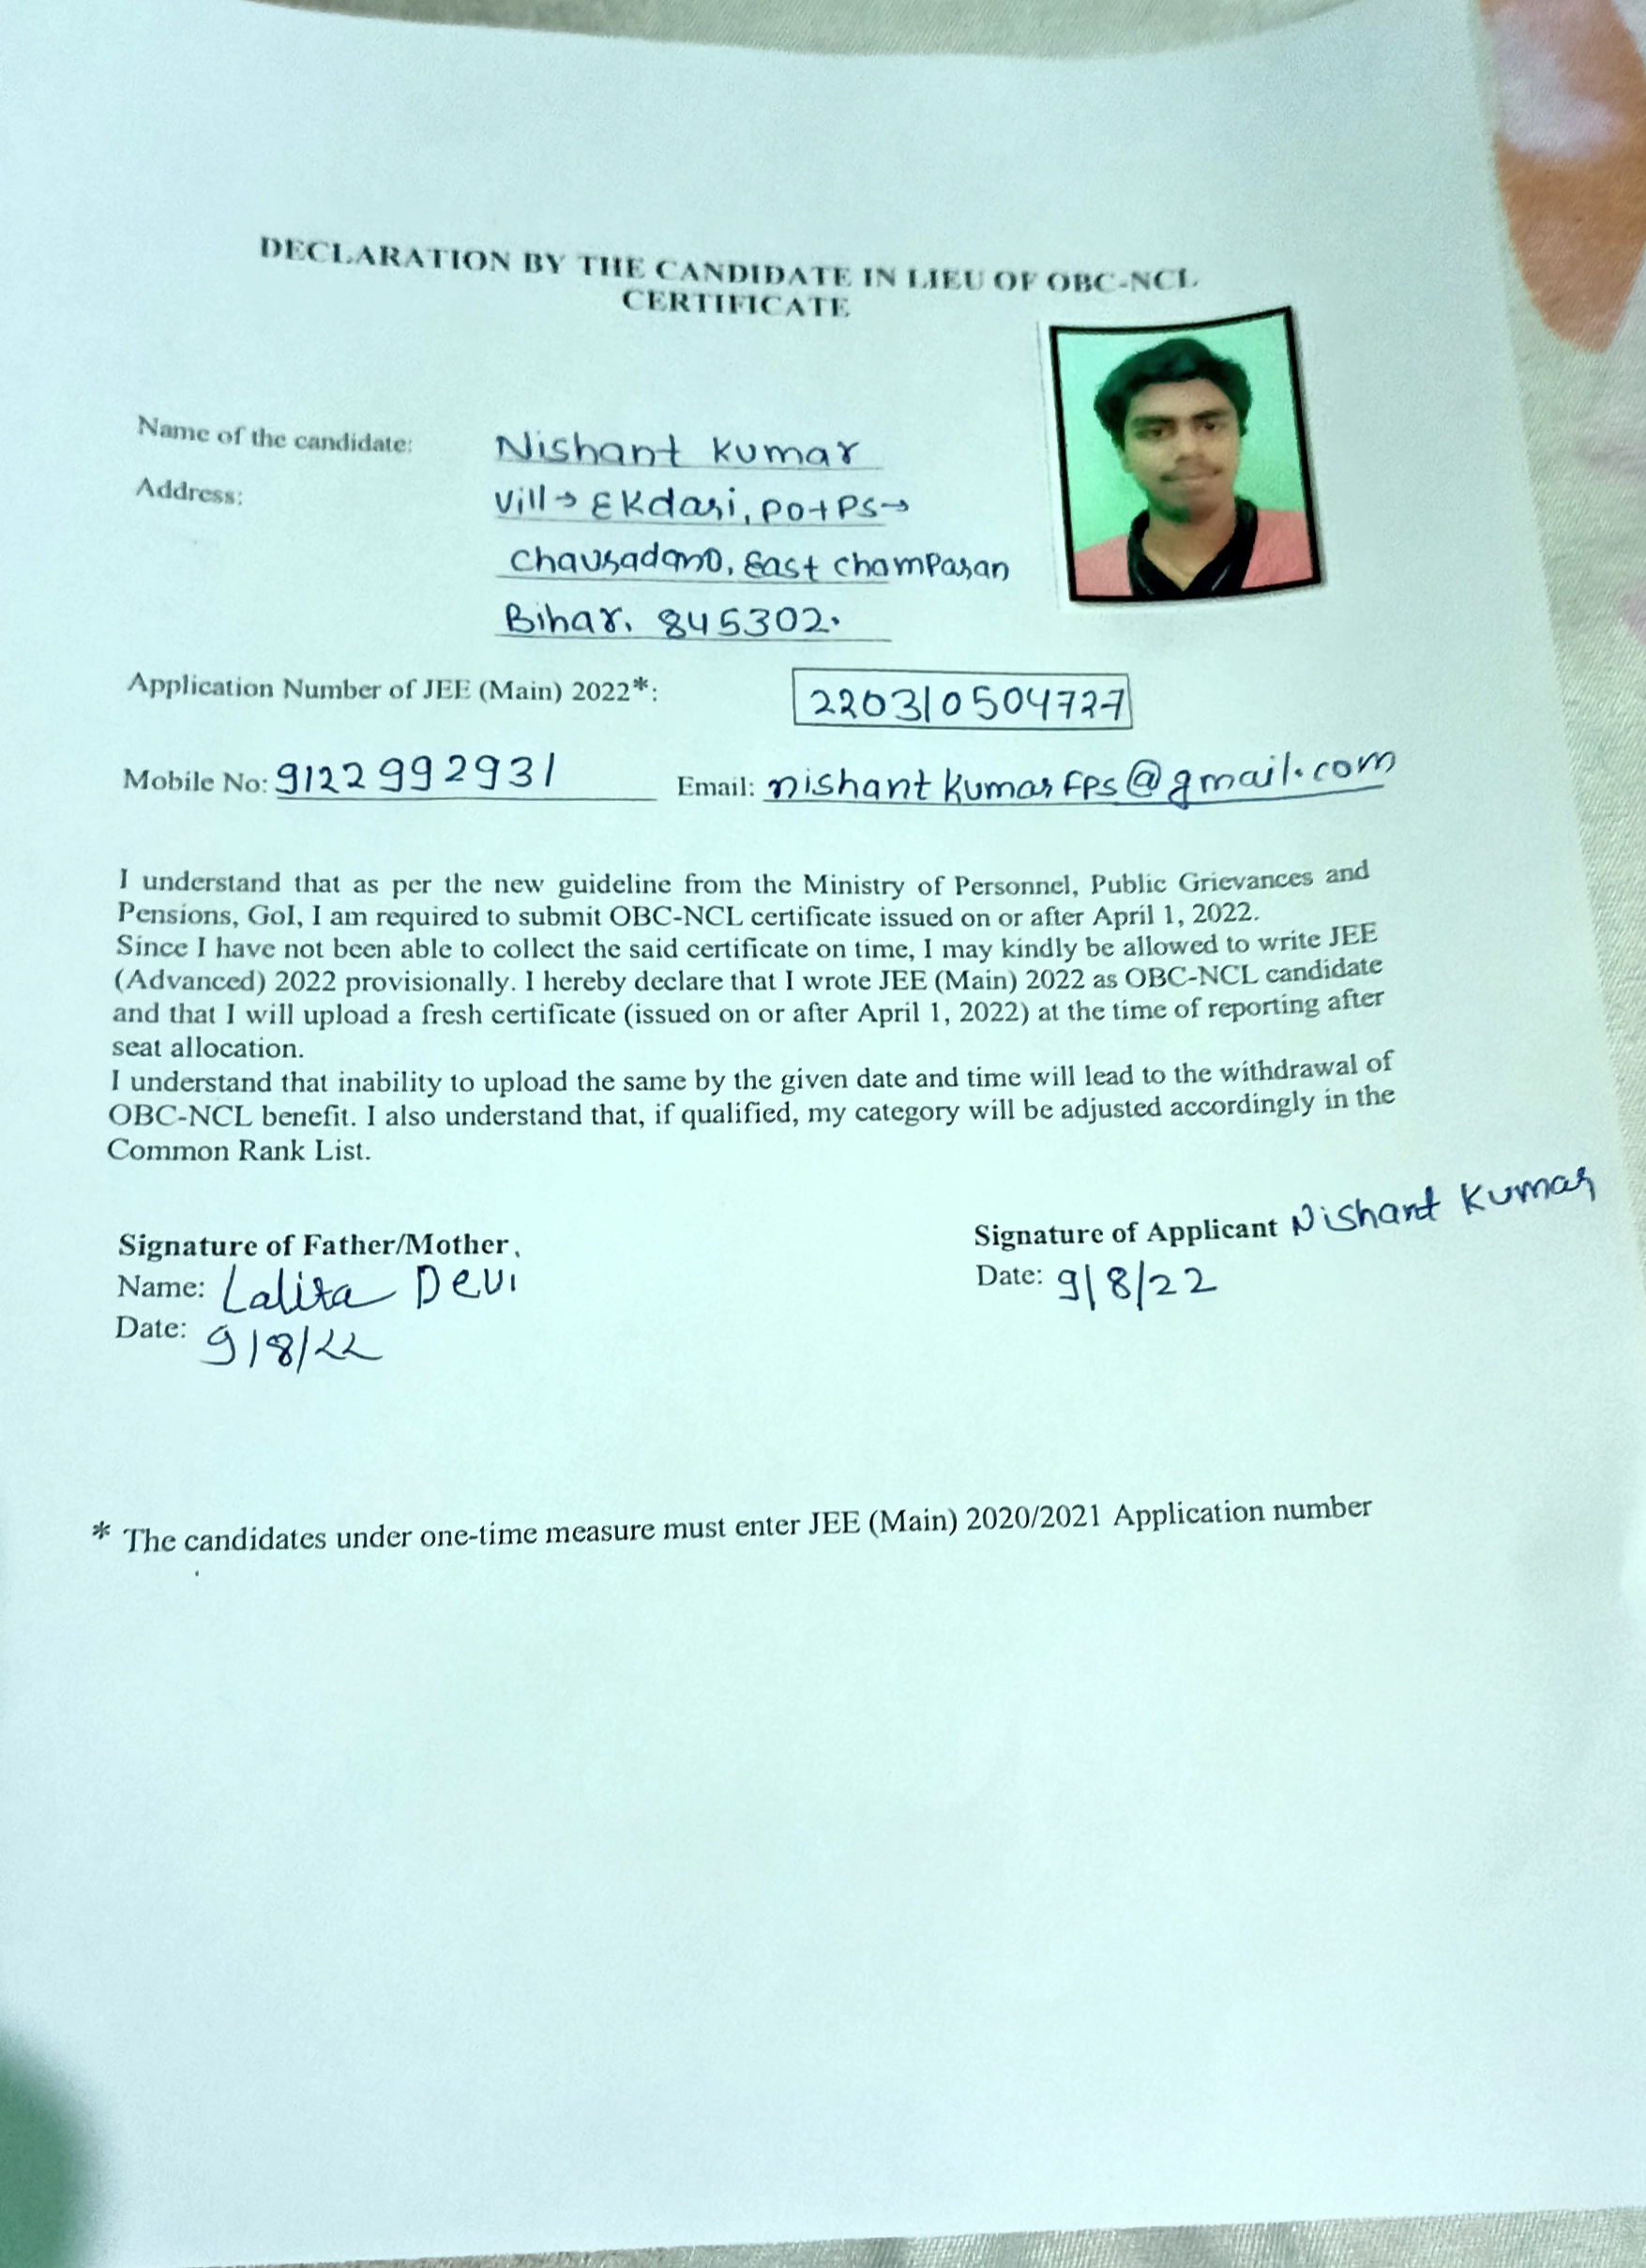 DECLARATION BY THE CANDIDATE IN LIEU OF OBC-NCL
CERTIFICATE
Name of the candidate: Nishant Kumar
Address: Vill → Ekdari, PO+PS→
Chauradano, East Champaran
Bihar. 845302.
Application Number of JEE (Main) 2022*: 220310504727
Mobile No: 9122992931 Email: nishantkumarfps@gmail.com
I understand that as per the new guideline from the Ministry of Personnel, Public Grievances and
Pensions, GoI, I am required to submit OBC-NCL certificate issued on or after April 1, 2022.
Since I have not been able to collect the said certificate on time, I may kindly be allowed to write JEE
(Advanced) 2022 provisionally. I hereby declare that I wrote JEE (Main) 2022 as OBC-NCL candidate
and that I will upload a fresh certificate (issued on or after April 1, 2022) at the time of reporting after
seat allocation.
I understand that inability to upload the same by the given date and time will lead to the withdrawal of
OBC-NCL benefit. I also understand that, if qualified, my category will be adjusted accordingly in the
Common Rank List.
Signature of Father/Mother
Name: Lalita Devi
Date: 9/8/22
Signature of Applicant Nishant Kumar
Date: 9/8/22
* The candidates under one-time measure must enter JEE (Main) 2020/2021 Application number